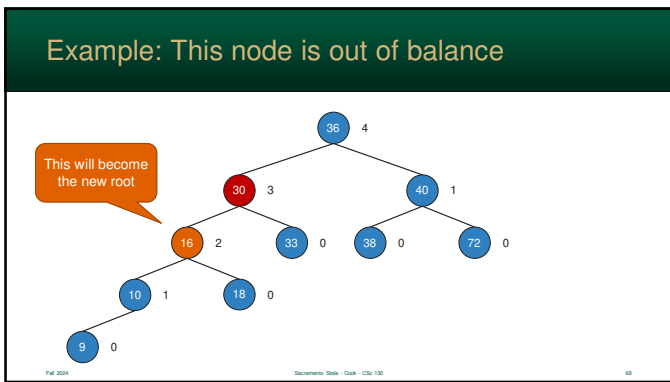 Example: This node is out of balance
36 4
This will become
the new root
30 3
40 1
16 2
33 0
38 0
72 0
10 1
18 0
9 0
Fall 2024
Sacramento State - Cook - CSc 130
69